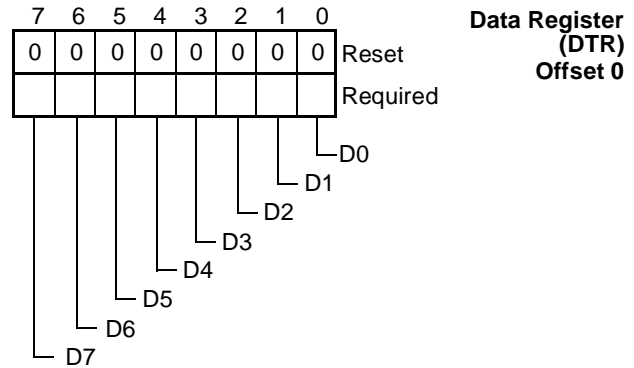 7 6 5 4 3 2 1 0
Data Register
(DTR)
Offset 0
0 0 0 0 0 0 0 0 Reset
Required
D0
D1
D2
D3
D4
D5
D6
D7